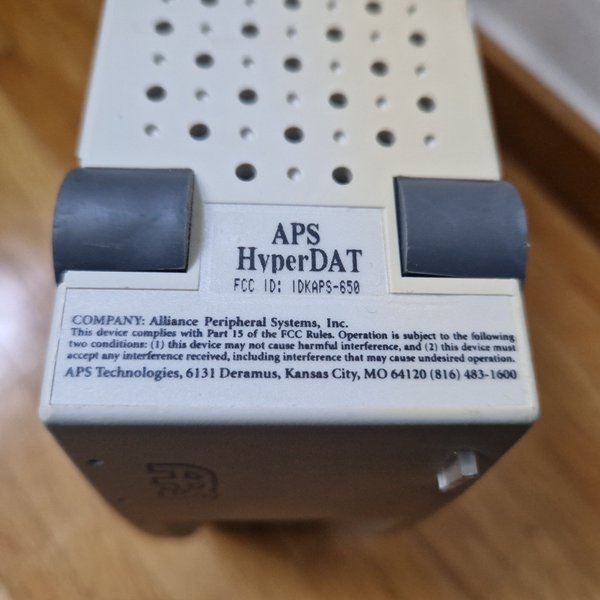 APS
HyperDAT
FCC ID: IDKAPS-650
COMPANY: Alliance Peripheral Systems, Inc.
This device complies with Part 15 of the FCC Rules. Operation is subject to the following
two conditions: (1) this device may not cause harmful interference, and (2) this device must
accept any interference received, including interference that may cause undesired operation.
APS Technologies, 6131 Deramus, Kansas City, MO 64120 (816) 483-1600